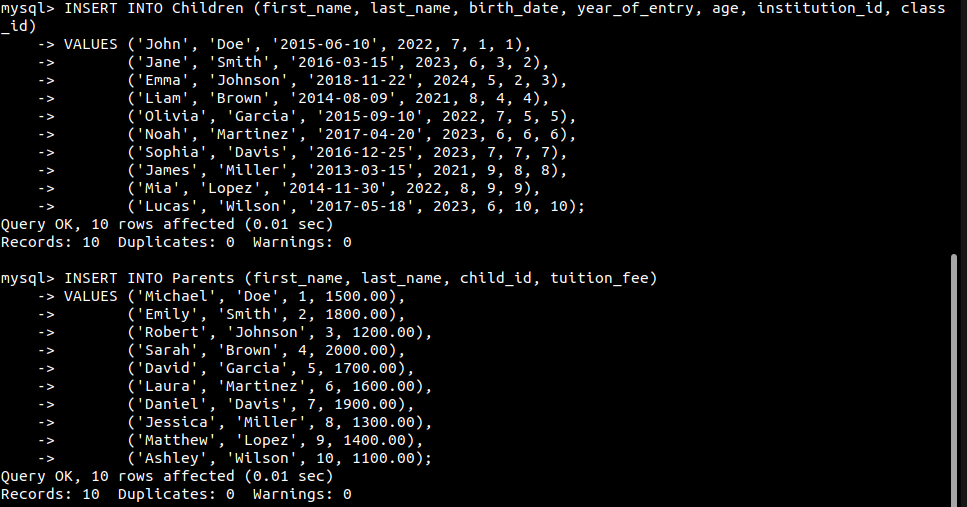 mysql> INSERT INTO Children (first_name, last_name, birth_date, year_of_entry, age, institution_id, class
_id)
    -> VALUES ('John', 'Doe', '2015-06-10', 2022, 7, 1, 1),
    ->        ('Jane', 'Smith', '2016-03-15', 2023, 6, 3, 2),
    ->        ('Emma', 'Johnson', '2018-11-22', 2024, 5, 2, 3),
    ->        ('Liam', 'Brown', '2014-08-09', 2021, 8, 4, 4),
    ->        ('Olivia', 'Garcia', '2015-09-10', 2022, 7, 5, 5),
    ->        ('Noah', 'Martinez', '2017-04-20', 2023, 6, 6, 6),
    ->        ('Sophia', 'Davis', '2016-12-25', 2023, 7, 7, 7),
    ->        ('James', 'Miller', '2013-03-15', 2021, 9, 8, 8),
    ->        ('Mia', 'Lopez', '2014-11-30', 2022, 8, 9, 9),
    ->        ('Lucas', 'Wilson', '2017-05-18', 2023, 6, 10, 10);
Query OK, 10 rows affected (0.01 sec)
Records: 10  Duplicates: 0  Warnings: 0

mysql> INSERT INTO Parents (first_name, last_name, child_id, tuition_fee)
    -> VALUES ('Michael', 'Doe', 1, 1500.00),
    ->        ('Emily', 'Smith', 2, 1800.00),
    ->        ('Robert', 'Johnson', 3, 1200.00),
    ->        ('Sarah', 'Brown', 4, 2000.00),
    ->        ('David', 'Garcia', 5, 1700.00),
    ->        ('Laura', 'Martinez', 6, 1600.00),
    ->        ('Daniel', 'Davis', 7, 1900.00),
    ->        ('Jessica', 'Miller', 8, 1300.00),
    ->        ('Matthew', 'Lopez', 9, 1400.00),
    ->        ('Ashley', 'Wilson', 10, 1100.00);
Query OK, 10 rows affected (0.01 sec)
Records: 10  Duplicates: 0  Warnings: 0